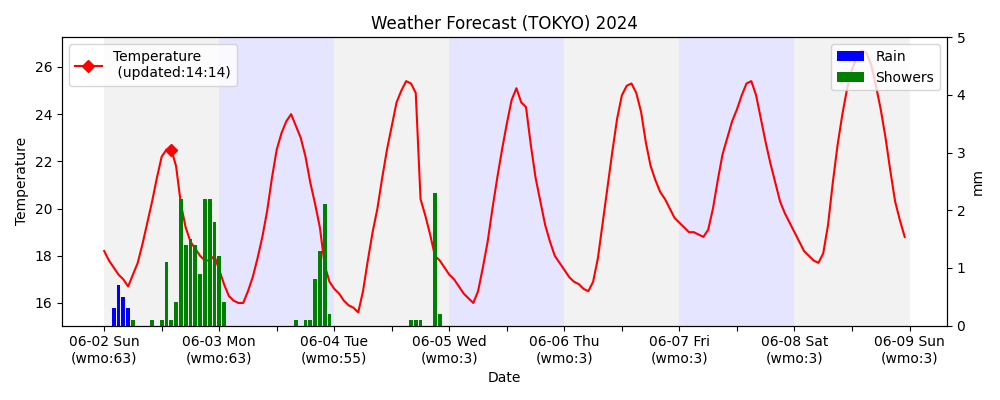 Weather Forecast (TOKYO) 2024
Temperature
(updated:14:14)
Rain
Showers
Temperature
26
24
22
20
18
16
5
4
3
2
1
0
mm
06-02 Sun
(wmo:63)
06-03 Mon
(wmo:63)
06-04 Tue
(wmo:55)
06-05 Wed
(wmo:3)
06-06 Thu
(wmo:3)
06-07 Fri
(wmo:3)
06-08 Sat
(wmo:3)
06-09 Sun
(wmo:3)
Date